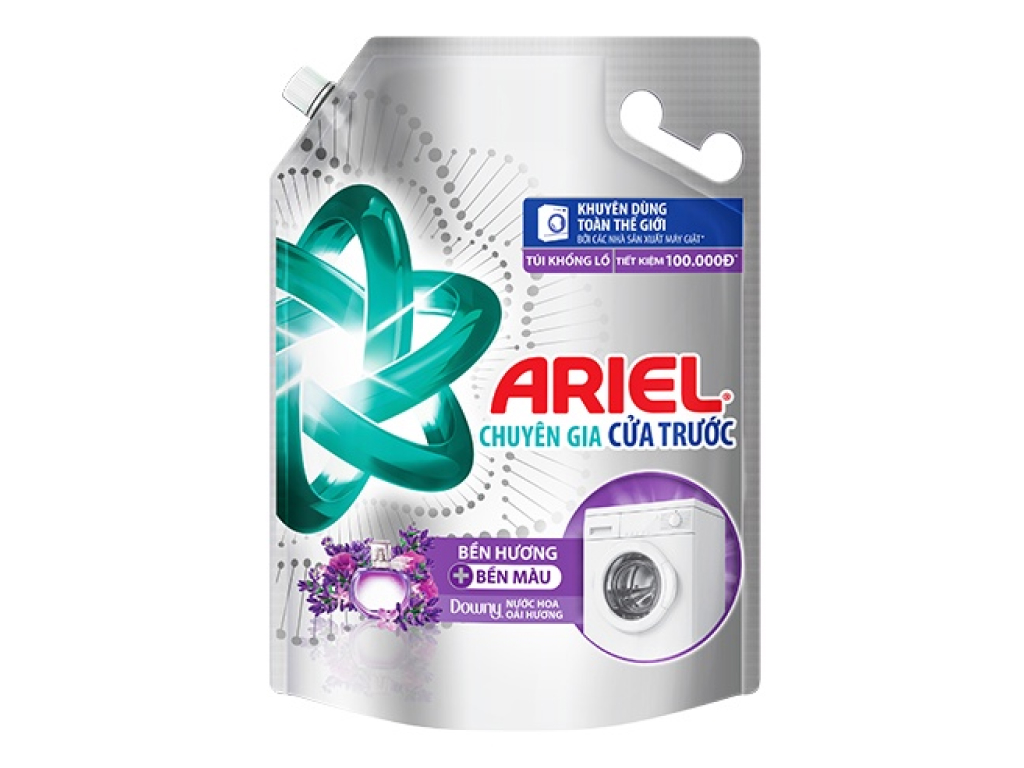 KHUYÊN DÙNG
TOÀN THẾ GIỚI
BỞI CÁC NHÀ SẢN XUẤT MÁY GIẶT*
TÚI KHỔNG LỒ TIẾT KIỆM 100.000Đ*
ARIEL®
CHUYÊN GIA CỬA TRƯỚC
BỀN HƯƠNG
+ BỀN MÀU
Downy NƯỚC HOA
OẢI HƯƠNG